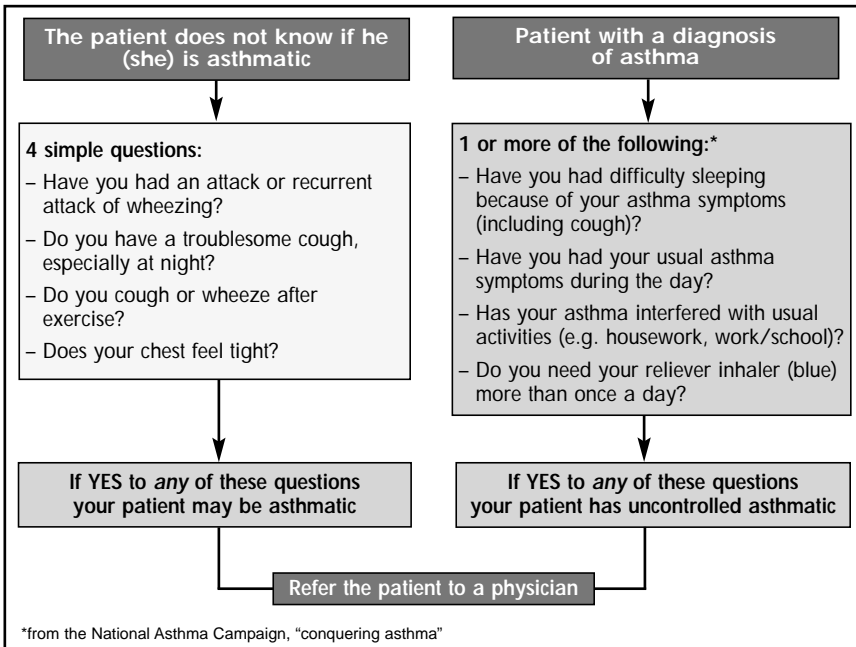 The patient does not know if he
(she) is asthmatic
4 simple questions:
– Have you had an attack or recurrent
attack of wheezing?
– Do you have a troublesome cough,
especially at night?
– Do you cough or wheeze after
exercise?
– Does your chest feel tight?
If YES to any of these questions
your patient may be asthmatic
Patient with a diagnosis
of asthma
1 or more of the following:*
– Have you had difficulty sleeping
because of your asthma symptoms
(including cough)?
– Have you had your usual asthma
symptoms during the day?
– Has your asthma interfered with usual
activities (e.g. housework, work/school)?
– Do you need your reliever inhaler (blue)
more than once a day?
If YES to any of these questions
your patient has uncontrolled asthmatic
Refer the patient to a physician
*from the National Asthma Campaign, “conquering asthma”